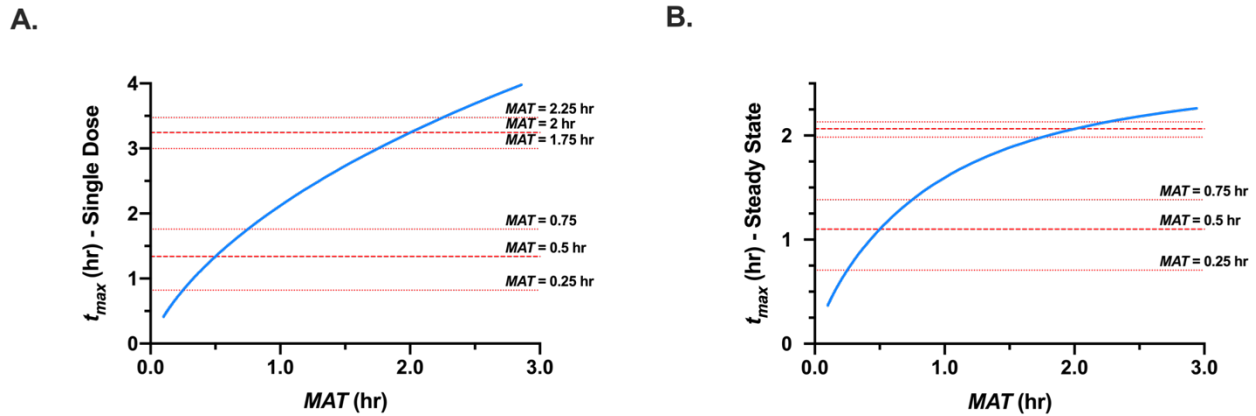 A.
t_max (hr) - Single Dose
4
3
2
1
0
MAT = 2.25 hr
MAT = 2 hr
MAT = 1.75 hr
MAT = 0.75
MAT = 0.5 hr
MAT = 0.25 hr
0.0 1.0 2.0 3.0
MAT (hr)
B.
t_max (hr) - Steady State
2
1
0
MAT = 0.75 hr
MAT = 0.5 hr
MAT = 0.25 hr
0.0 1.0 2.0 3.0
MAT (hr)